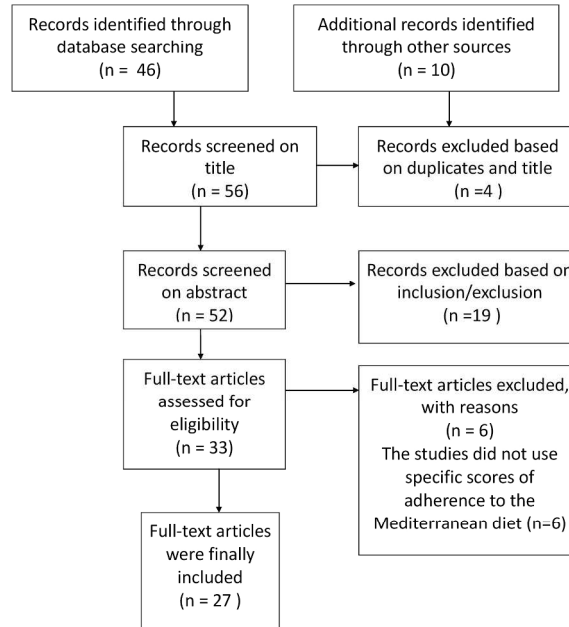 Records identified through
database searching
(n = 46)
Additional records identified
through other sources
(n = 10)
Records screened on
title
(n = 56)
Records excluded based
on duplicates and title
(n =4 )
Records screened
on abstract
(n = 52)
Records excluded based on
inclusion/exclusion
(n =19 )
Full-text articles
assessed for
eligibility
(n = 33)
Full-text articles excluded,
with reasons
(n = 6)
The studies did not use
specific scores of
adherence to the
Mediterranean diet (n=6)
Full-text articles
were finally
included
(n = 27 )